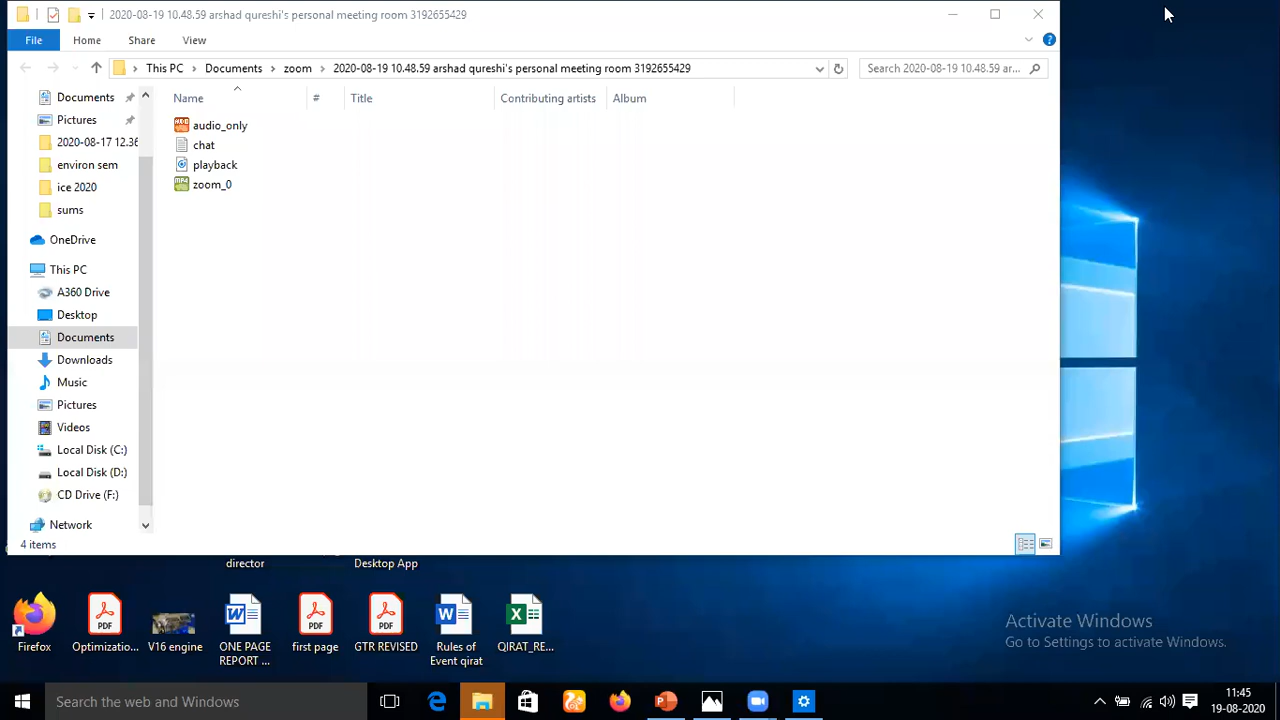 2020-08-19 10.48.59 arshad qureshi's personal meeting room 3192655429
File Home Share View
This PC Documents zoom 2020-08-19 10.48.59 arshad qureshi's personal meeting room 3192655429 Search 2020-08-19 10.48.59 ar...
Name # Title Contributing artists Album
Documents
Pictures
2020-08-17 12.36
environ sem
ice 2020
sums
OneDrive
This PC
A360 Drive
Desktop
Documents
Downloads
Music
Pictures
Videos
Local Disk (C:)
Local Disk (D:)
CD Drive (F:)
Network
audio_only
chat
playback
zoom_0
4 items
director
Desktop App
Firefox
Optimizatio...
V16 engine
ONE PAGE
REPORT ...
first page
GTR REVISED
Rules of
Event qirat
QIRAT_RE...
PDF
PDF
PDF
Activate Windows
Go to Settings to activate Windows.
Search the web and Windows
11:45
19-08-2020